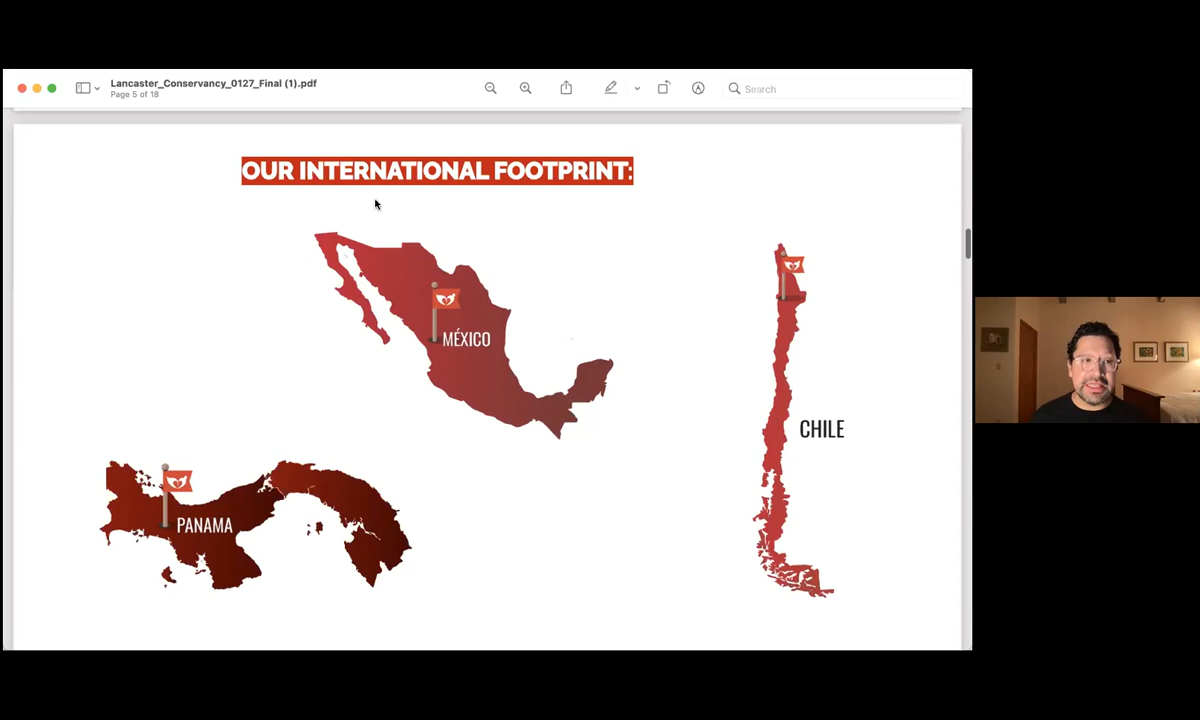 Lancaster_Conservancy_0127_Final (1).pdf
Page 5 of 18
Search
OUR INTERNATIONAL FOOTPRINT:
MÉXICO
CHILE
PANAMA